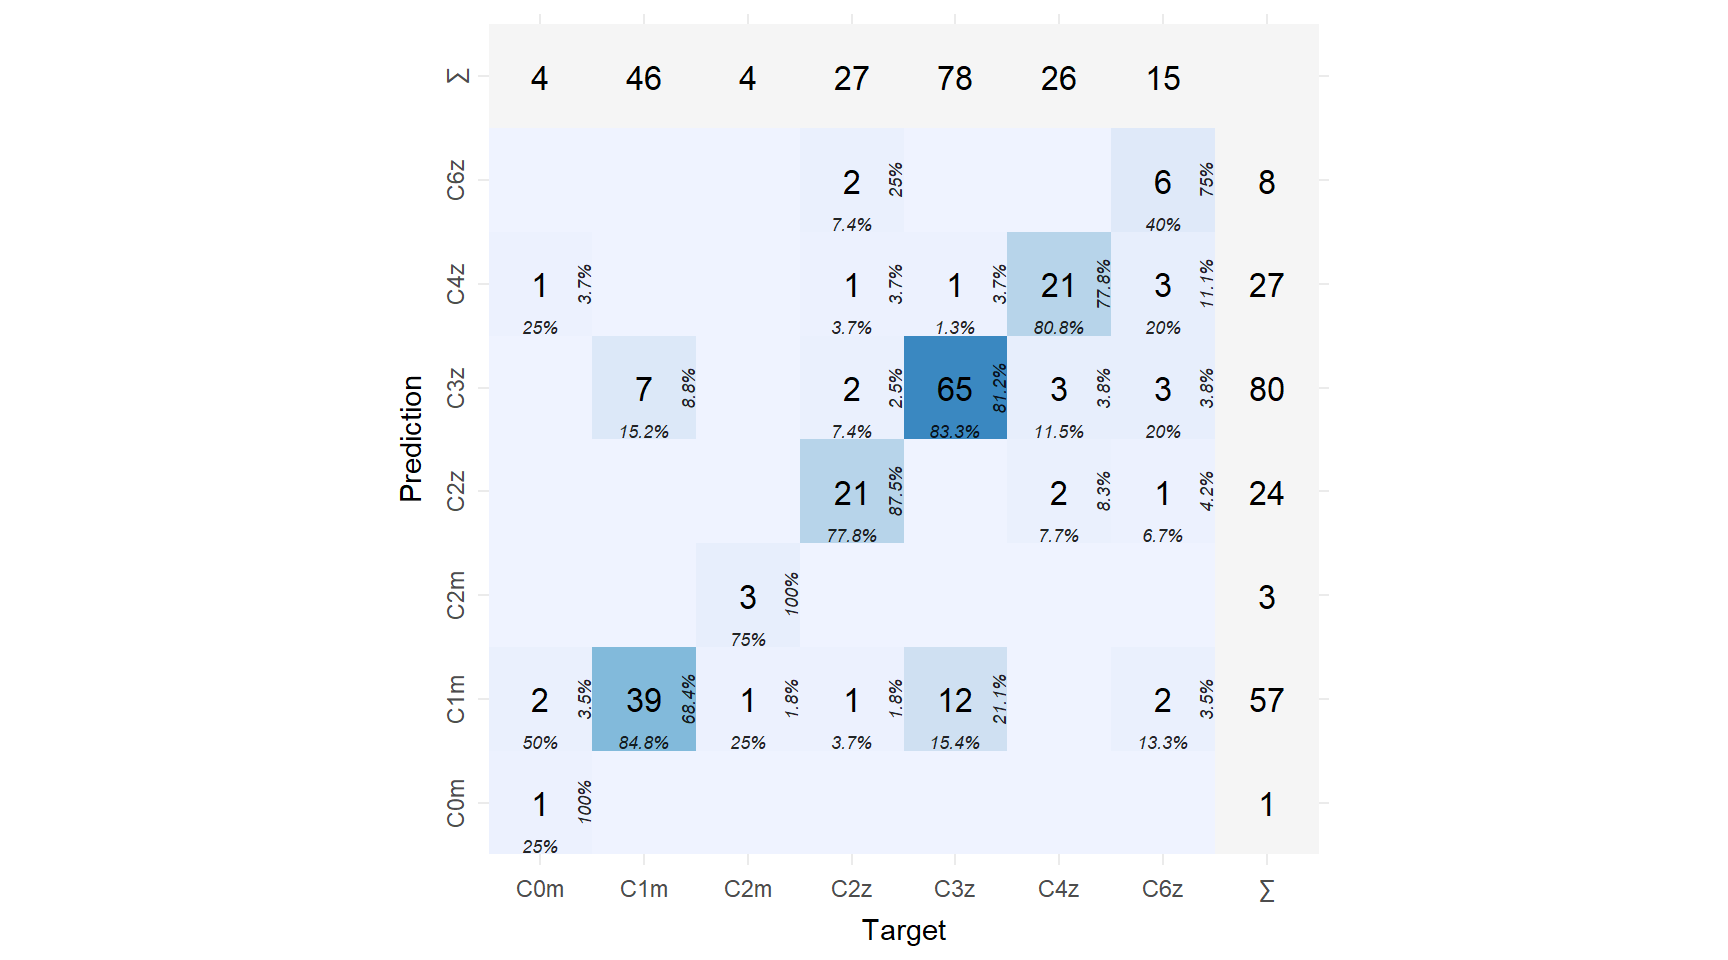 ∑ 4 46 4 27 78 26 15
C6z 2 25% 6 75% 8
7.4% 40%
C4z 1 3.7% 1 3.7% 1 3.7% 21 77.8% 3 11.1% 27
25% 3.7% 1.3% 80.8% 20%
C3z 7 8.8% 2 2.5% 65 81.2% 3 3.8% 3 3.8% 80
15.2% 7.4% 83.3% 11.5% 20%
Prediction
C2z 21 87.5% 2 8.3% 1 4.2% 24
77.8% 7.7% 6.7%
C2m 3 100% 3
75%
C1m 2 3.5% 39 68.4% 1 1.8% 1 1.8% 12 21.1% 2 3.5% 57
50% 84.8% 25% 3.7% 15.4% 13.3%
C0m 1 100% 1
25%
C0m C1m C2m C2z C3z C4z C6z ∑
Target